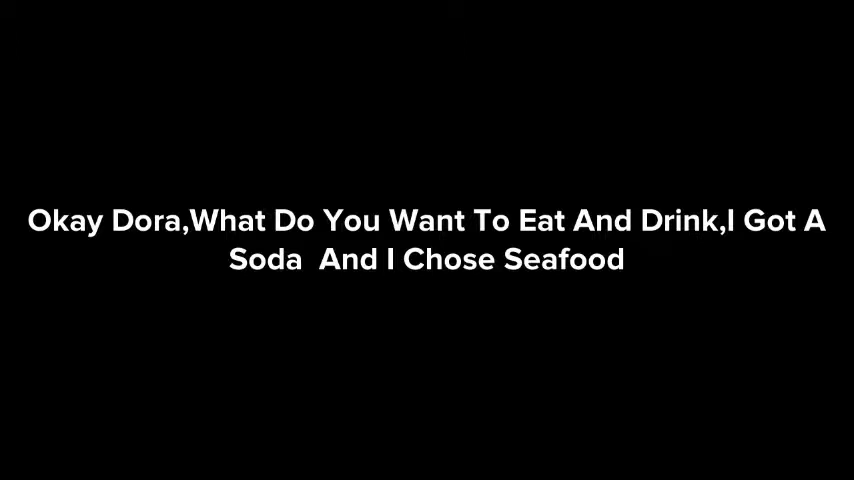 Okay Dora,What Do You Want To Eat And Drink,I Got A
Soda  And I Chose Seafood